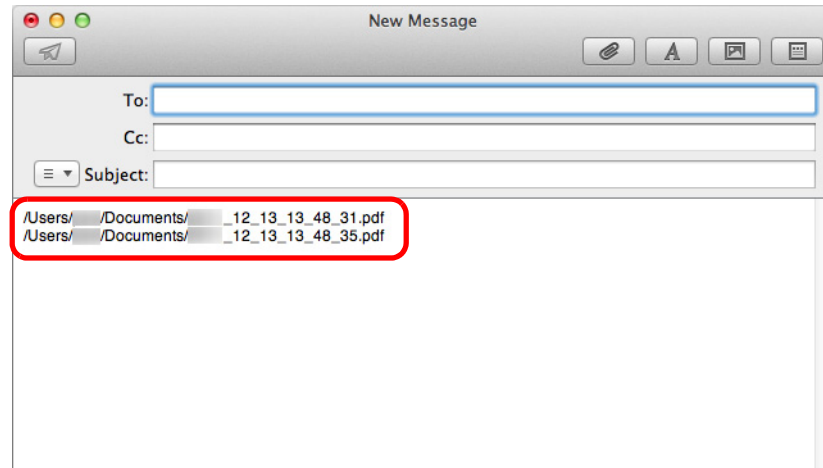 New Message
To:
Cc:
Subject:
/Users/ /Documents/ _12_13_13_48_31.pdf
/Users/ /Documents/ _12_13_13_48_35.pdf